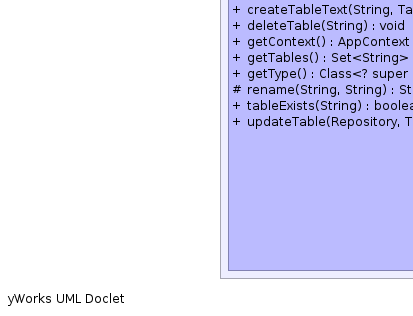 + createTableText(String, Ta
+ deleteTable(String) : void
+ getContext() : AppContext
+ getTables() : Set<String>
+ getType() : Class<? super
# rename(String, String) : St
+ tableExists(String) : boolea
+ updateTable(Repository, T
yWorks UML Doclet